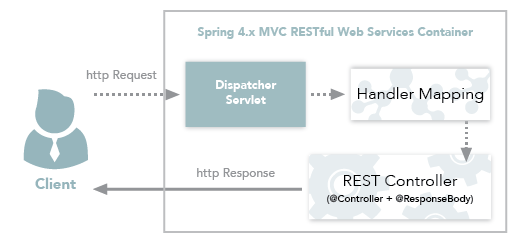 Spring 4.x MVC RESTful Web Services Container
http Request
Dispatcher
Servlet
Handler Mapping
Client
http Response
REST Controller
(@Controller + @ResponseBody)